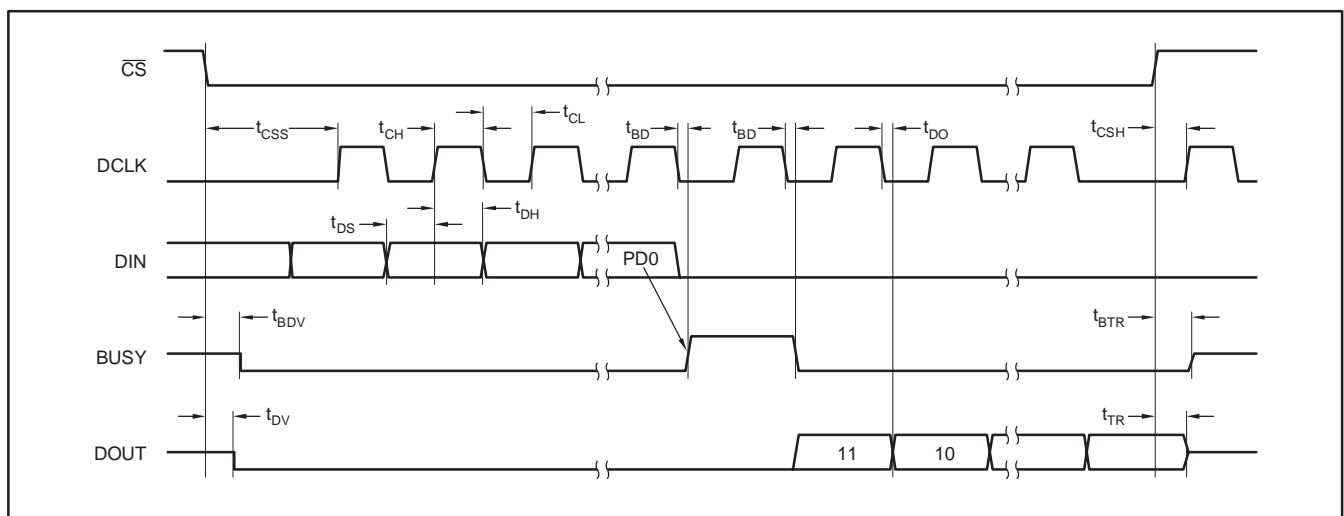 CS
tCSS
tCH
tCL
tBD
tBD
tDO
tCSH
DCLK
tDS
tDH
DIN
PD0
tBDV
tBTR
BUSY
tDV
tTR
DOUT
11
10